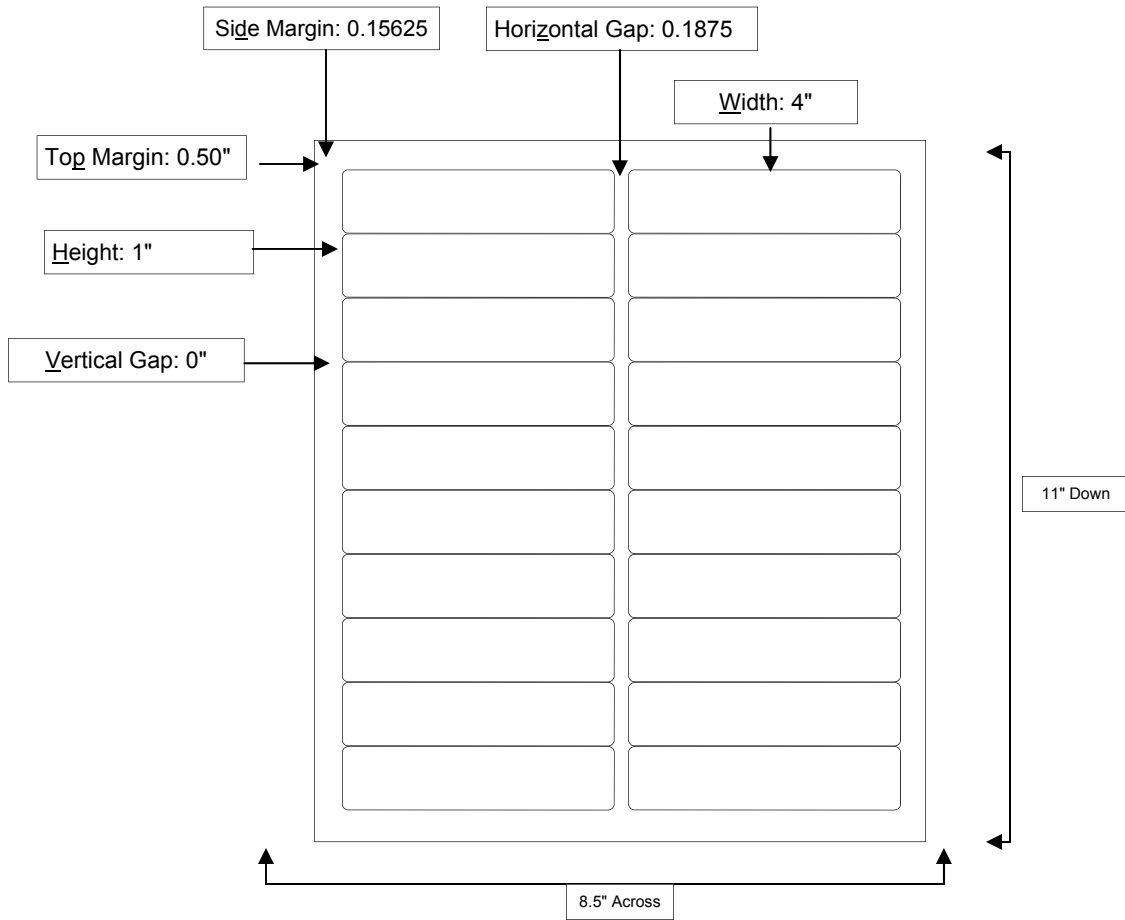 Side Margin: 0.15625
Horizontal Gap: 0.1875
Width: 4"
Top Margin: 0.50"
Height: 1"
Vertical Gap: 0"
11" Down
8.5" Across